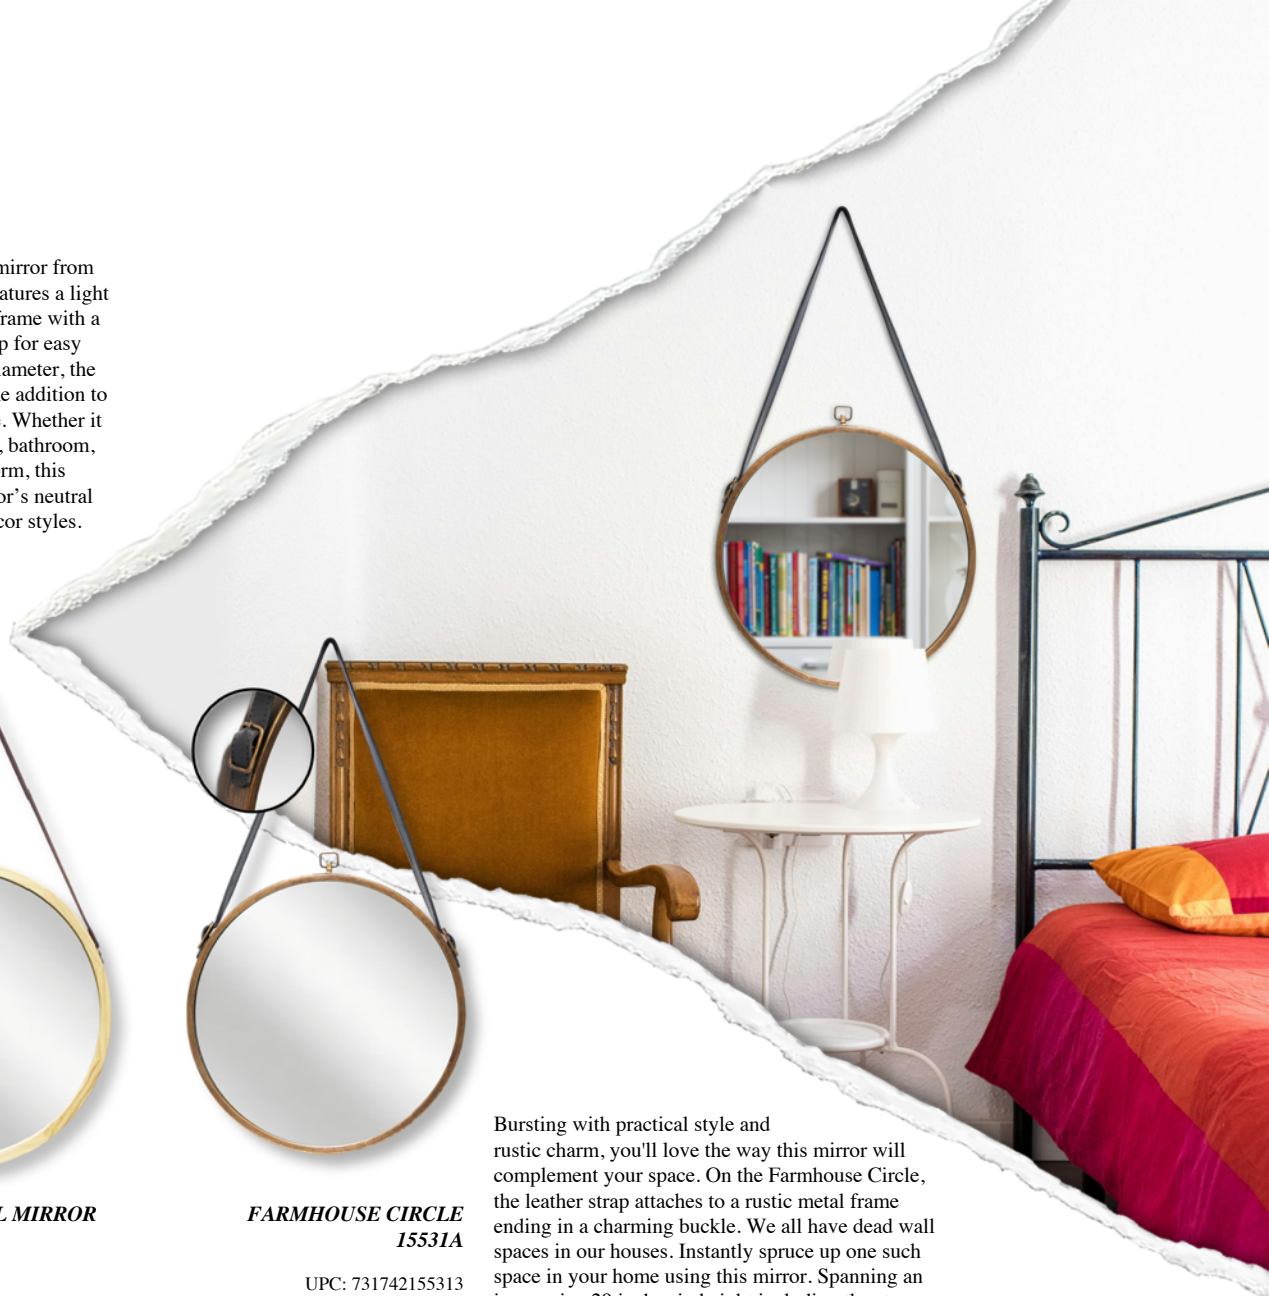 mirror from
atures a light
frame with a
p for easy
ameter, the
e addition to
. Whether it
, bathroom,
rm, this
or’s neutral
cor styles.
L MIRROR
FARMHOUSE CIRCLE
15531A
UPC: 731742155313
Bursting with practical style and
rustic charm, you'll love the way this mirror will
complement your space. On the Farmhouse Circle,
the leather strap attaches to a rustic metal frame
ending in a charming buckle. We all have dead wall
spaces in our houses. Instantly spruce up one such
space in your home using this mirror. Spanning an